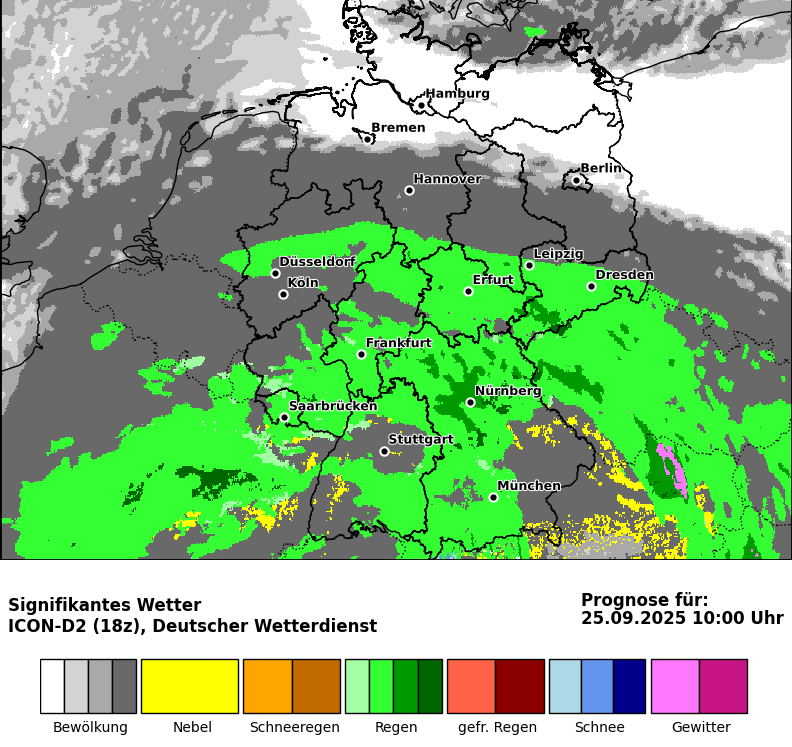 Hamburg
Bremen
Berlin
Hannover
Leipzig
Düsseldorf
Dresden
Köln
Erfurt
Frankfurt
Nürnberg
Saarbrücken
Stuttgart
München
Signifikantes Wetter
ICON-D2 (18z), Deutscher Wetterdienst
Prognose für:
25.09.2025 10:00 Uhr
Bewölkung Nebel Schneeregen Regen gefr. Regen Schnee Gewitter